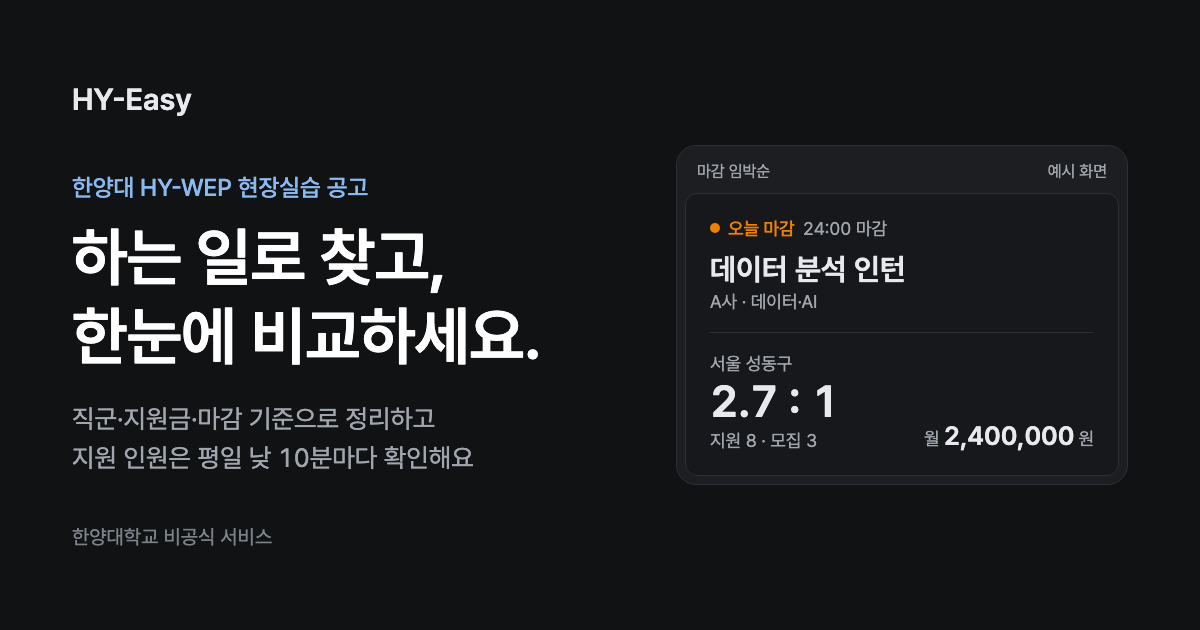 HY-Easy
한양대 HY-WEP 현장실습 공고
하는 일로 찾고,
한눈에 비교하세요.
직군·지원금·마감 기준으로 정리하고
지원 인원은 평일 낮 10분마다 확인해요
한양대학교 비공식 서비스
마감 임박순
예시 화면
오늘 마감 24:00 마감
데이터 분석 인턴
A사 · 데이터·AI
서울 성동구
2.7 : 1
지원 8 · 모집 3
월 2,400,000 원